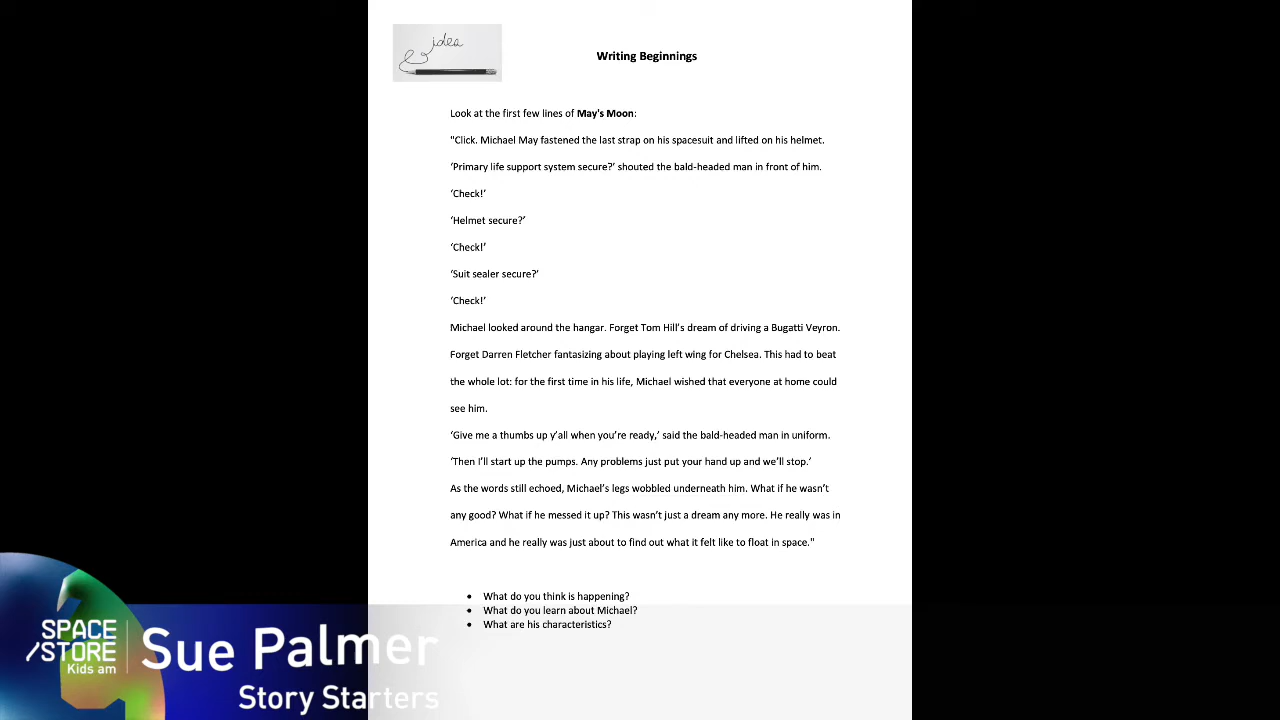 idea
Writing Beginnings
Look at the first few lines of May's Moon:
"Click. Michael May fastened the last strap on his spacesuit and lifted on his helmet.
‘Primary life support system secure?’ shouted the bald-headed man in front of him.
‘Check!’
‘Helmet secure?’
‘Check!’
‘Suit sealer secure?’
‘Check!’
Michael looked around the hangar. Forget Tom Hill’s dream of driving a Bugatti Veyron.
Forget Darren Fletcher fantasizing about playing left wing for Chelsea. This had to beat
the whole lot: for the first time in his life, Michael wished that everyone at home could
see him.
‘Give me a thumbs up y’all when you’re ready,’ said the bald-headed man in uniform.
‘Then I’ll start up the pumps. Any problems just put your hand up and we’ll stop.’
As the words still echoed, Michael’s legs wobbled underneath him. What if he wasn’t
any good? What if he messed it up? This wasn’t just a dream any more. He really was in
America and he really was just about to find out what it felt like to float in space."
• What do you think is happening?
• What do you learn about Michael?
• What are his characteristics?
SPACE
/STORE
Kids am
Sue Palmer
Story Starters